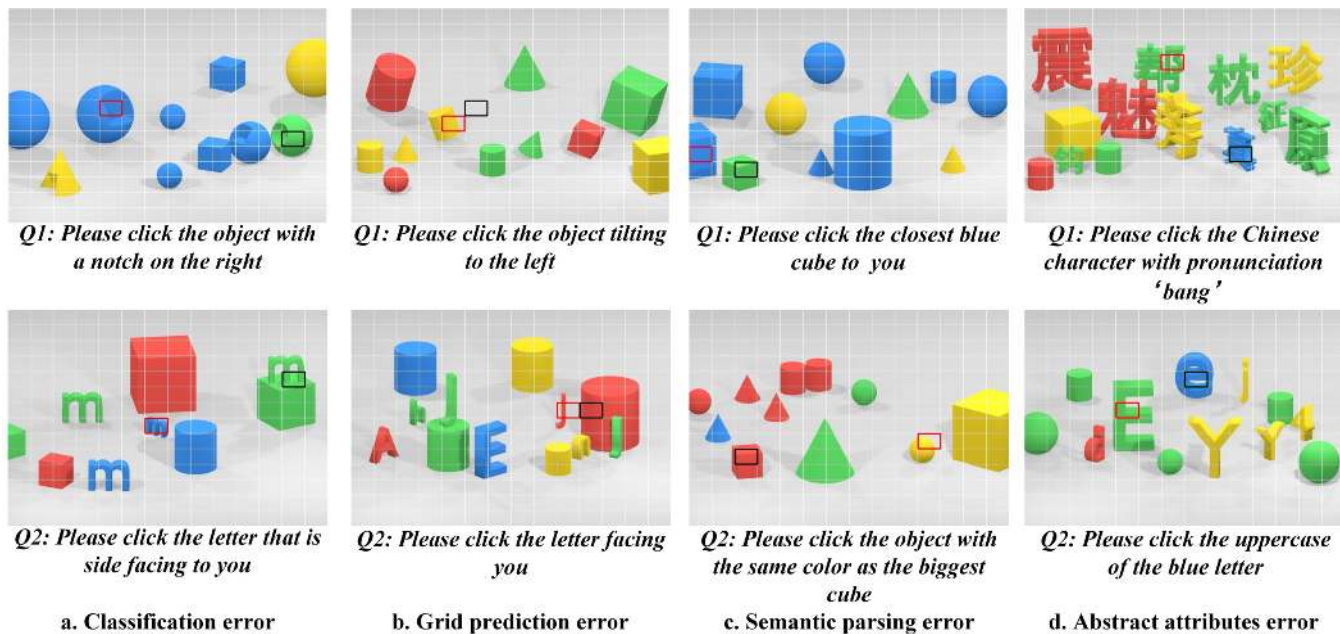 震 帮 枕 珍
魅 征
Q1: Please click the object with
a notch on the right
Q1: Please click the object tilting
to the left
Q1: Please click the closest blue
cube to you
Q1: Please click the Chinese
character with pronunciation
‘bang’
m
m
m
m
A
J
E
e
j
E
d
Y
Y
Q2: Please click the letter that is
side facing to you
Q2: Please click the letter facing
you
Q2: Please click the object with
the same color as the biggest
cube
Q2: Please click the uppercase
of the blue letter
a. Classification error
b. Grid prediction error
c. Semantic parsing error
d. Abstract attributes error